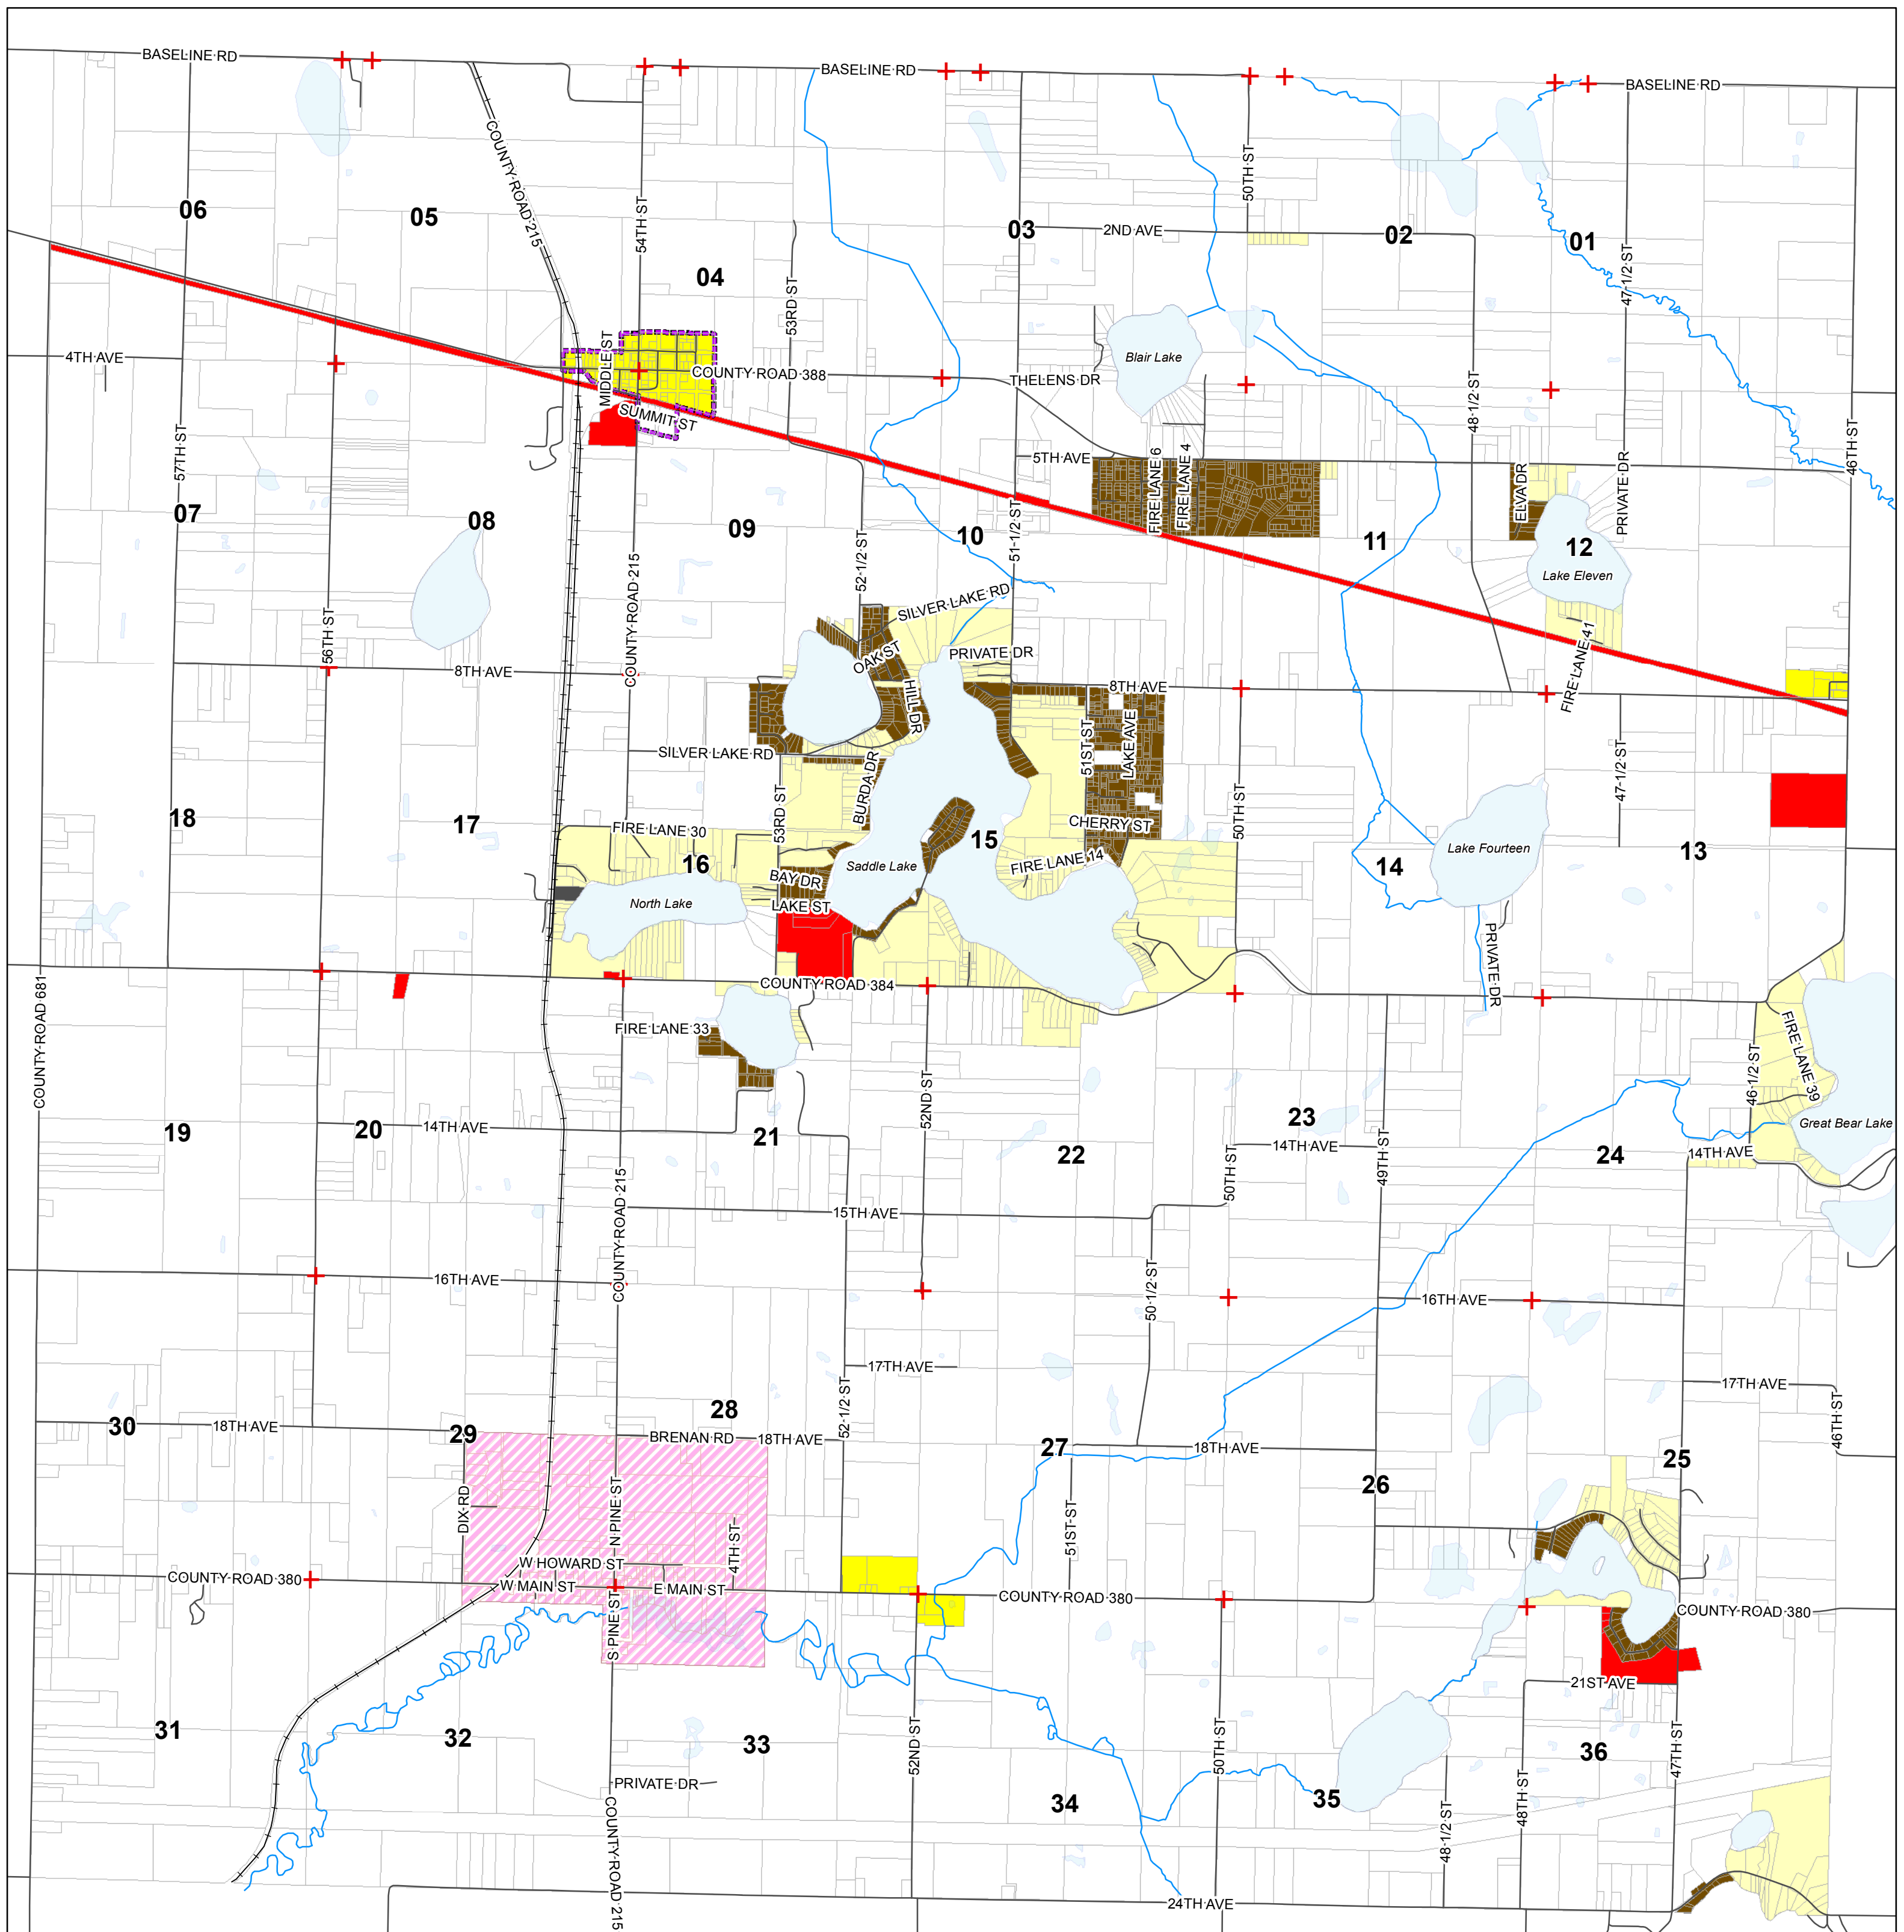 BASELINE RD
BASELINE RD
BASELINE RD
COUNTY ROAD 215
54TH ST
50TH ST
06
05
03
2ND AVE
02
01
04
53RD ST
47-1/2 ST
4TH AVE
MIDDLE ST
COUNTY ROAD 388
Blair Lake
THELENS DR
SUMMIT ST
48-1/2 ST
57TH ST
5TH AVE
FIRE LANE 6
FIRE LANE 4
ELVA DR
PRIVATE DR
46TH ST
07
08
09
10
51-1/2 ST
11
12
Lake Eleven
52-1/2 ST
COUNTY ROAD 215
56TH ST
SILVER LAKE RD
OAK ST
PRIVATE DR
FIRE LANE 41
8TH AVE
8TH AVE
HILL DR
SILVER LAKE RD
BURDA DR
51ST ST
LAKE AVE
47-1/2 ST
18
17
FIRE LANE 30
53RD ST
CHERRY ST
50TH ST
16
15
FIRE LANE 14
14
Lake Fourteen
13
Saddle Lake
BAY DR
North Lake
LAKE ST
PRIVATE DR
COUNTY ROAD 384
COUNTY ROAD 681
FIRE LANE 33
FIRE LANE 39
46-1/2 ST
52ND ST
Great Bear Lake
19
20
14TH AVE
21
22
23
14TH AVE
49TH ST
24
14TH AVE
50TH ST
COUNTY ROAD 215
15TH AVE
16TH AVE
50-1/2 ST
16TH AVE
17TH AVE
17TH AVE
52-1/2 ST
46TH ST
30
18TH AVE
29
28
BRENAN RD
18TH AVE
27
18TH AVE
26
25
DIX RD
N PINE ST
4TH ST
51ST ST
W HOWARD ST
COUNTY ROAD 380
W MAIN ST
E MAIN ST
COUNTY ROAD 380
COUNTY ROAD 380
S PINE ST
21ST AVE
31
32
33
52ND ST
50TH ST
36
47TH ST
PRIVATE DR
34
35
48-1/2 ST
48TH ST
COUNTY ROAD 215
24TH AVE